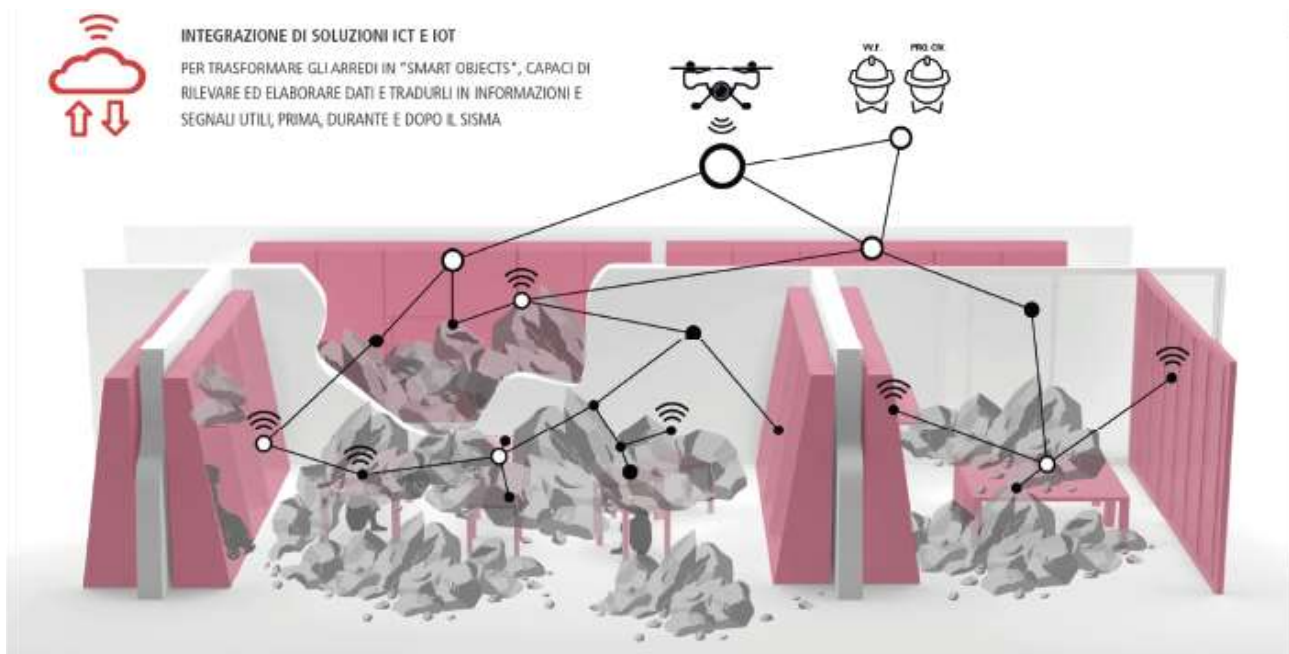 INTEGRAZIONE DI SOLUZIONI ICT E IOT
PER TRASFORMARE GLI ARREDI IN "SMART OBJECTS", CAPACI DI
RILEVARE ED ELABORARE DATI E TRADURLI IN INFORMAZIONI E
SEGNALI UTILI, PRIMA, DURANTE E DOPO IL SISMA
VV.F. PRO. CIV.